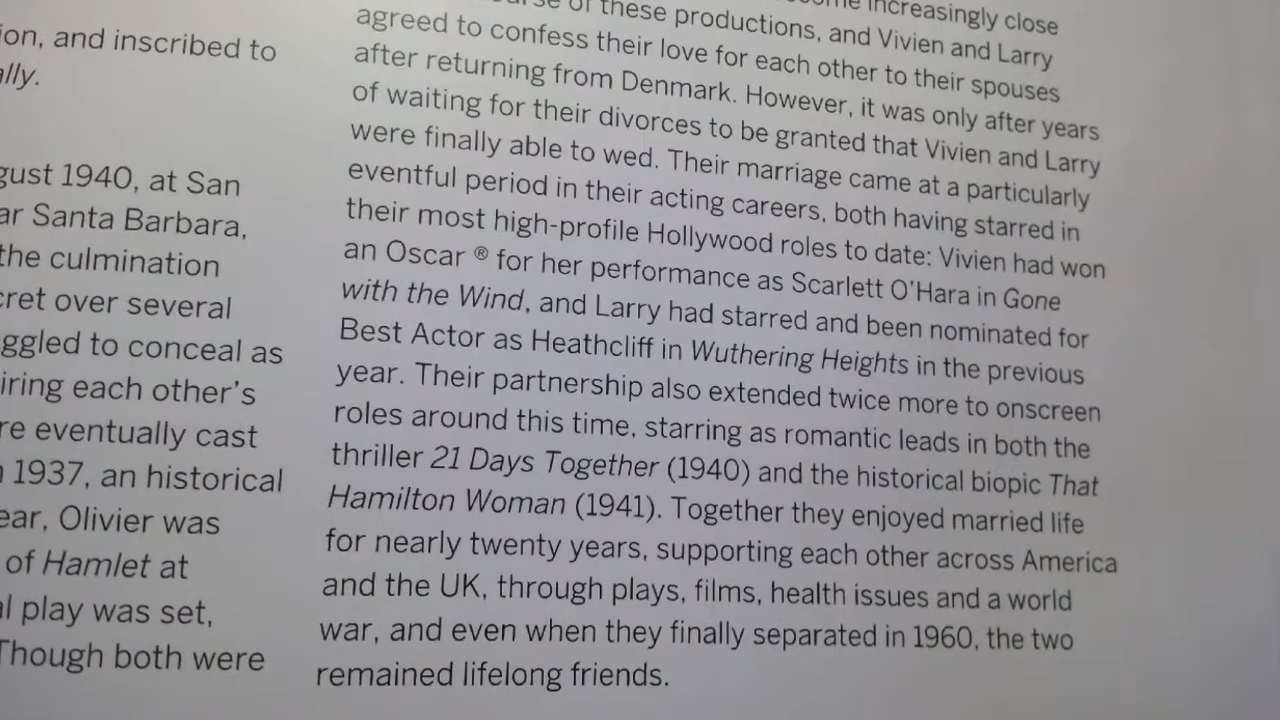 ion, and inscribed to
ally.
gust 1940, at San
ar Santa Barbara,
the culmination
cret over several
ggled to conceal as
iring each other's
re eventually cast
1937, an historical
ear, Olivier was
of Hamlet at
al play was set,
Though both were
increasingly close
of these productions, and Vivien and Larry
agreed to confess their love for each other to their spouses
after returning from Denmark. However, it was only after years
of waiting for their divorces to be granted that Vivien and Larry
were finally able to wed. Their marriage came at a particularly
eventful period in their acting careers, both having starred in
their most high-profile Hollywood roles to date: Vivien had won
an Oscar ® for her performance as Scarlett O'Hara in Gone
with the Wind, and Larry had starred and been nominated for
Best Actor as Heathcliff in Wuthering Heights in the previous
year. Their partnership also extended twice more to onscreen
roles around this time, starring as romantic leads in both the
thriller 21 Days Together (1940) and the historical biopic That
Hamilton Woman (1941). Together they enjoyed married life
for nearly twenty years, supporting each other across America
and the UK, through plays, films, health issues and a world
war, and even when they finally separated in 1960, the two
remained lifelong friends.